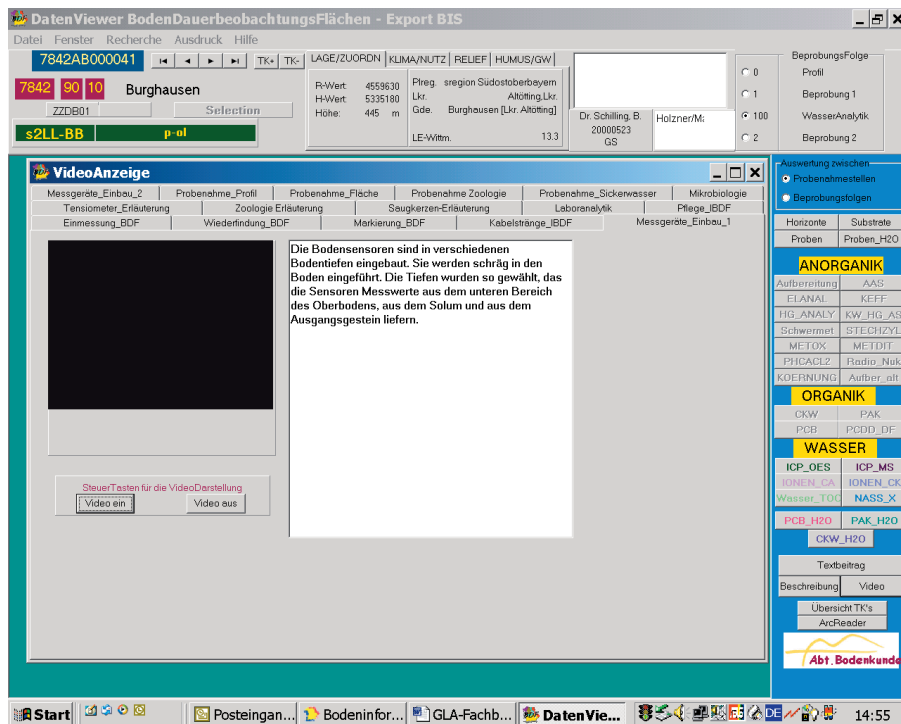 DatenViewer BodenDauerbeobachtungsFlächen - Export BIS
Datei Fenster Recherche Ausdruck Hilfe
7842AB000041 TK+ TK-
7842 90 10 Burghausen
ZZDB01 Selection
s2LL-BB p-ol
LAGE/ZUORDN KLIMA/NUTZ RELIEF HUMUS/GW
R-Wert 4559630
H-Wert 5335180
Höhe: 445 m
Plreg. sregion Südostoberbayern
Lkr. Altötting,Lkr.
Gde. Burghausen [Lkr. Altötting]
LE-Wittm. 13.3
Dr. Schilling, B.
20000523
GS
Holzner/Ma
BeprobungsFolge
0 Profil
1 Beprobung 1
100 WasserAnalytik
2 Beprobung 2
VideoAnzeige
Messgeräte_Einbau_2 Probenahme_Profil Probenahme_Fläche Probenahme Zoologie Probenahme_Sickerwasser Mikrobiologie
Tensiometer_Erläuterung Zoologie Erläuterung Saugkerzen-Erläuterung Laboranalytik Pflege_IBDF
Einmessung_BDF Wiederfindung_BDF Markierung_BDF Kabelstränge_IBDF Messgeräte_Einbau_1
Die Bodensensoren sind in verschiedenen
Bodentiefen eingebaut. Sie werden schräg in den
Boden eingeführt. Die Tiefen wurden so gewählt, das
die Sensoren Messwerte aus dem unteren Bereich
des Oberbodens, aus dem Solum und aus dem
Ausgangsgestein liefern.
SteuerTasten für die VideoDarstellung
Video ein Video aus
Auswertung zwischen
Probenahmestellen
Beprobungsfolgen
Horizonte Substrate
Proben Proben_H2O
ANORGANIK
Aufbereitung AAS
ELANAL KEFF
HG_ANALY KW_HG_AS
Schwermet STECHZYL
METOX METDIT
PHCACL2 Radio_Nuk
KOERNUNG Aufber_alt
ORGANIK
CKW PAK
PCB PCDD_DF
WASSER
ICP_OES ICP_MS
IONEN_CA IONEN_CK
Wasser_TOC NASS_X
PCB_H2O PAK_H2O
CKW_H2O
Textbeitrag
Beschreibung Video
Übersicht TK's
ArcReader
Abt.Bodenkunde
Start Posteingan... Bodeninfor... GLA-Fachb... DatenVie... DE 14:55